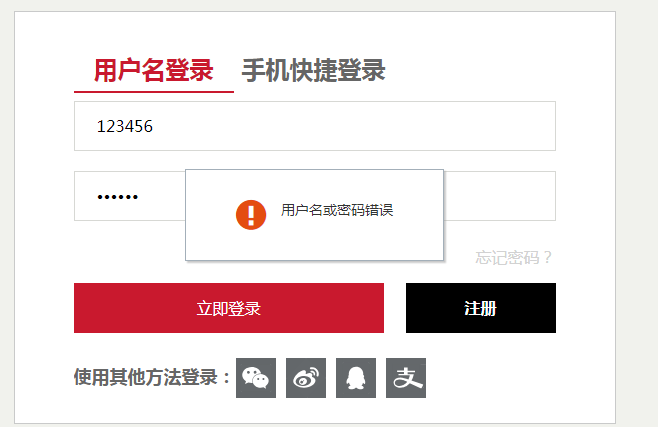 用户名登录 手机快捷登录
123456
••••••
用户名或密码错误
忘记密码？
立即登录 注册
使用其他方法登录：